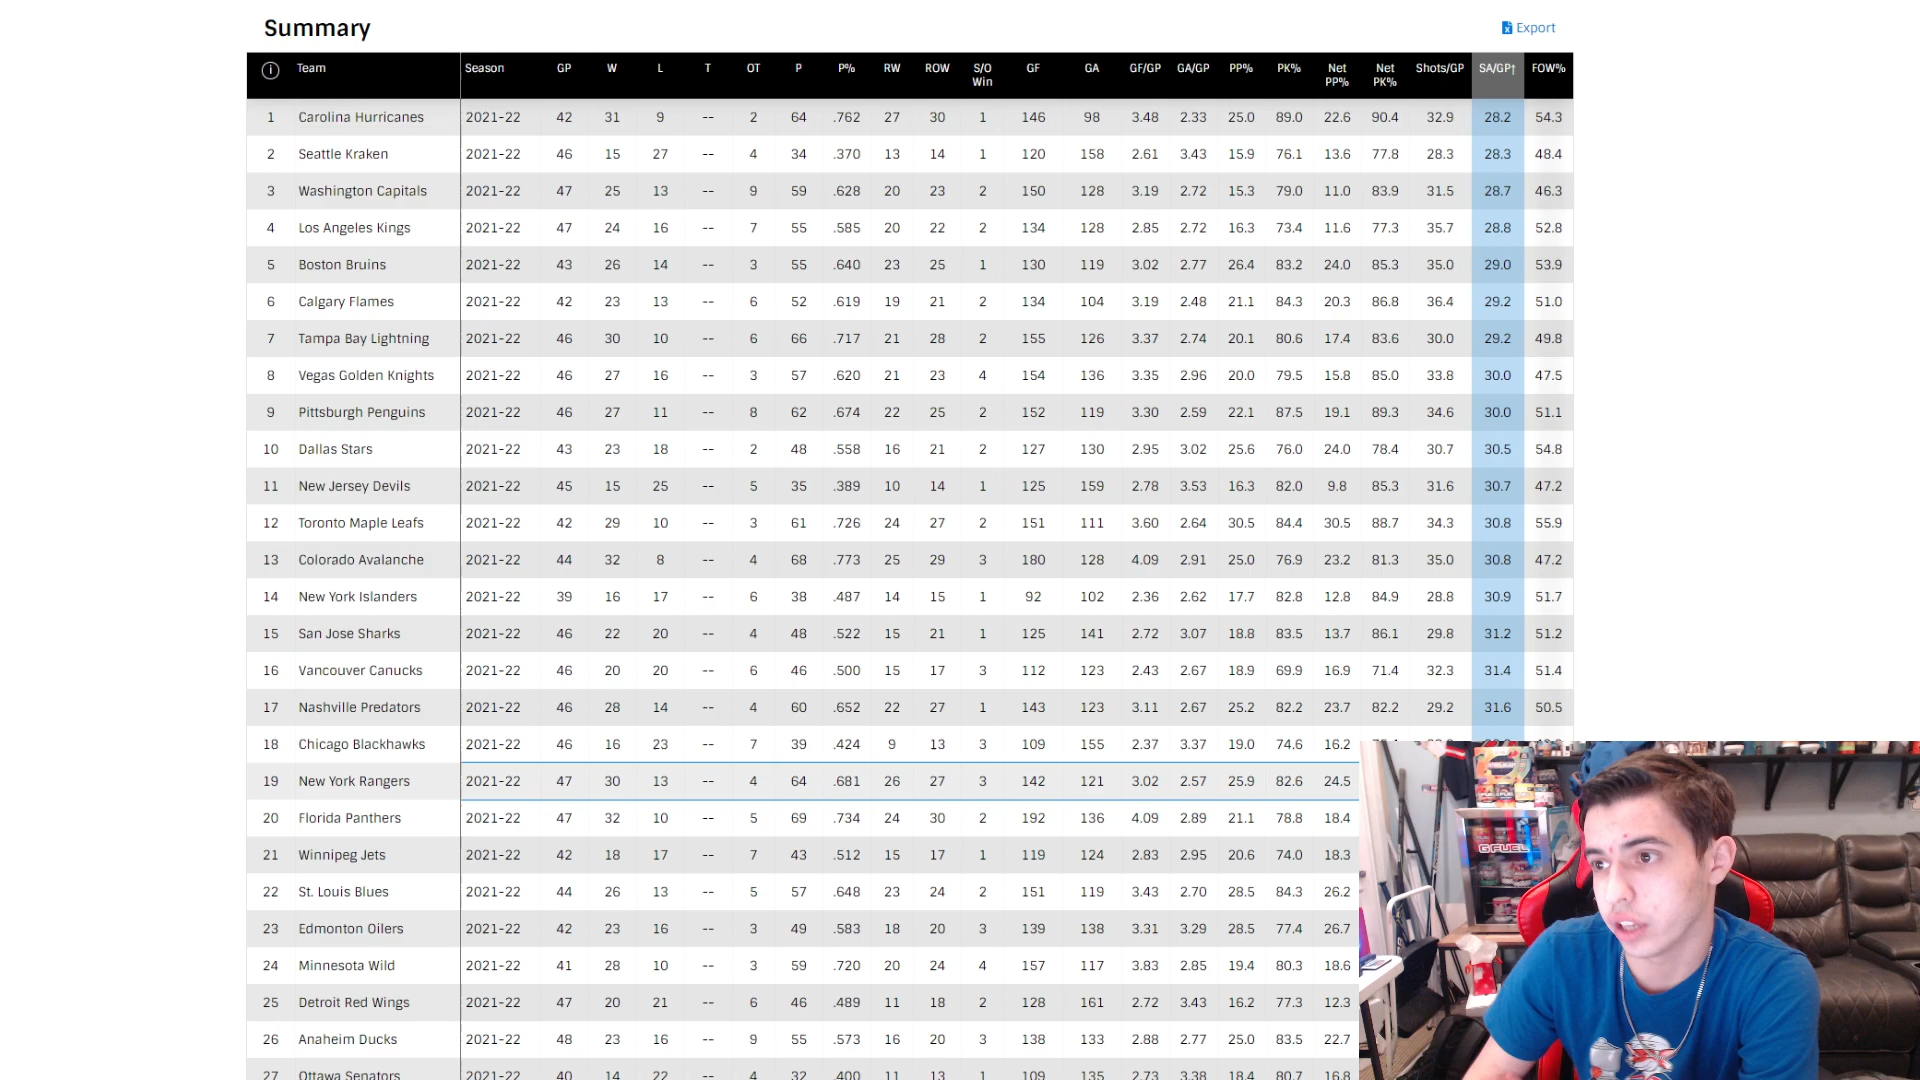 Summary
Export
Team Season GP W L T OT P P% RW ROW S/O Win GF GA GF/GP GA/GP PP% PK% Net PP% Net PK% Shots/GP SA/GP↑ FOW%
1 Carolina Hurricanes 2021-22 42 31 9 -- 2 64 .762 27 30 1 146 98 3.48 2.33 25.0 89.0 22.6 90.4 32.9 28.2 54.3
2 Seattle Kraken 2021-22 46 15 27 -- 4 34 .370 13 14 1 120 158 2.61 3.43 15.9 76.1 13.6 77.8 28.3 28.3 48.4
3 Washington Capitals 2021-22 47 25 13 -- 9 59 .628 20 23 2 150 128 3.19 2.72 15.3 79.0 11.0 83.9 31.5 28.7 46.3
4 Los Angeles Kings 2021-22 47 24 16 -- 7 55 .585 20 22 2 134 128 2.85 2.72 16.3 73.4 11.6 77.3 35.7 28.8 52.8
5 Boston Bruins 2021-22 43 26 14 -- 3 55 .640 23 25 1 130 119 3.02 2.77 26.4 83.2 24.0 85.3 35.0 29.0 53.9
6 Calgary Flames 2021-22 42 23 13 -- 6 52 .619 19 21 2 134 104 3.19 2.48 21.1 84.3 20.3 86.8 36.4 29.2 51.0
7 Tampa Bay Lightning 2021-22 46 30 10 -- 6 66 .717 21 28 2 155 126 3.37 2.74 20.1 80.6 17.4 83.6 30.0 29.2 49.8
8 Vegas Golden Knights 2021-22 46 27 16 -- 3 57 .620 21 23 4 154 136 3.35 2.96 20.0 79.5 15.8 85.0 33.8 30.0 47.5
9 Pittsburgh Penguins 2021-22 46 27 11 -- 8 62 .674 22 25 2 152 119 3.30 2.59 22.1 87.5 19.1 89.3 34.6 30.0 51.1
10 Dallas Stars 2021-22 43 23 18 -- 2 48 .558 16 21 2 127 130 2.95 3.02 25.6 76.0 24.0 78.4 30.7 30.5 54.8
11 New Jersey Devils 2021-22 45 15 25 -- 5 35 .389 10 14 1 125 159 2.78 3.53 16.3 82.0 9.8 85.3 31.6 30.7 47.2
12 Toronto Maple Leafs 2021-22 42 29 10 -- 3 61 .726 24 27 2 151 111 3.60 2.64 30.5 84.4 30.5 88.7 34.3 30.8 55.9
13 Colorado Avalanche 2021-22 44 32 8 -- 4 68 .773 25 29 3 180 128 4.09 2.91 25.0 76.9 23.2 81.3 35.0 30.8 47.2
14 New York Islanders 2021-22 39 16 17 -- 6 38 .487 14 15 1 92 102 2.36 2.62 17.7 82.8 12.8 84.9 28.8 30.9 51.7
15 San Jose Sharks 2021-22 46 22 20 -- 4 48 .522 15 21 1 125 141 2.72 3.07 18.8 83.5 13.7 86.1 29.8 31.2 51.2
16 Vancouver Canucks 2021-22 46 20 20 -- 6 46 .500 15 17 3 112 123 2.43 2.67 18.9 69.9 16.9 71.4 32.3 31.4 51.4
17 Nashville Predators 2021-22 46 28 14 -- 4 60 .652 22 27 1 143 123 3.11 2.67 25.2 82.2 23.7 82.2 29.2 31.6 50.5
18 Chicago Blackhawks 2021-22 46 16 23 -- 7 39 .424 9 13 3 109 155 2.37 3.37 19.0 74.6 16.2
19 New York Rangers 2021-22 47 30 13 -- 4 64 .681 26 27 3 142 121 3.02 2.57 25.9 82.6 24.5
20 Florida Panthers 2021-22 47 32 10 -- 5 69 .734 24 30 2 192 136 4.09 2.89 21.1 78.8 18.4
21 Winnipeg Jets 2021-22 42 18 17 -- 7 43 .512 15 17 1 119 124 2.83 2.95 20.6 74.0 18.3
22 St. Louis Blues 2021-22 44 26 13 -- 5 57 .648 23 24 2 151 119 3.43 2.70 28.5 84.3 26.2
23 Edmonton Oilers 2021-22 42 23 16 -- 3 49 .583 18 20 3 139 138 3.31 3.29 28.5 77.4 26.7
24 Minnesota Wild 2021-22 41 28 10 -- 3 59 .720 20 24 4 157 117 3.83 2.85 19.4 80.3 18.6
25 Detroit Red Wings 2021-22 47 20 21 -- 6 46 .489 11 18 2 128 161 2.72 3.43 16.2 77.3 12.3
26 Anaheim Ducks 2021-22 48 23 16 -- 9 55 .573 16 20 3 138 133 2.88 2.77 25.0 83.5 22.7
27 Ottawa Senators 2021-22 40 14 22 -- 4 32 .400 11 13 1 109 135 2.73 3.38 18.4 80.7 16.8
G FUEL